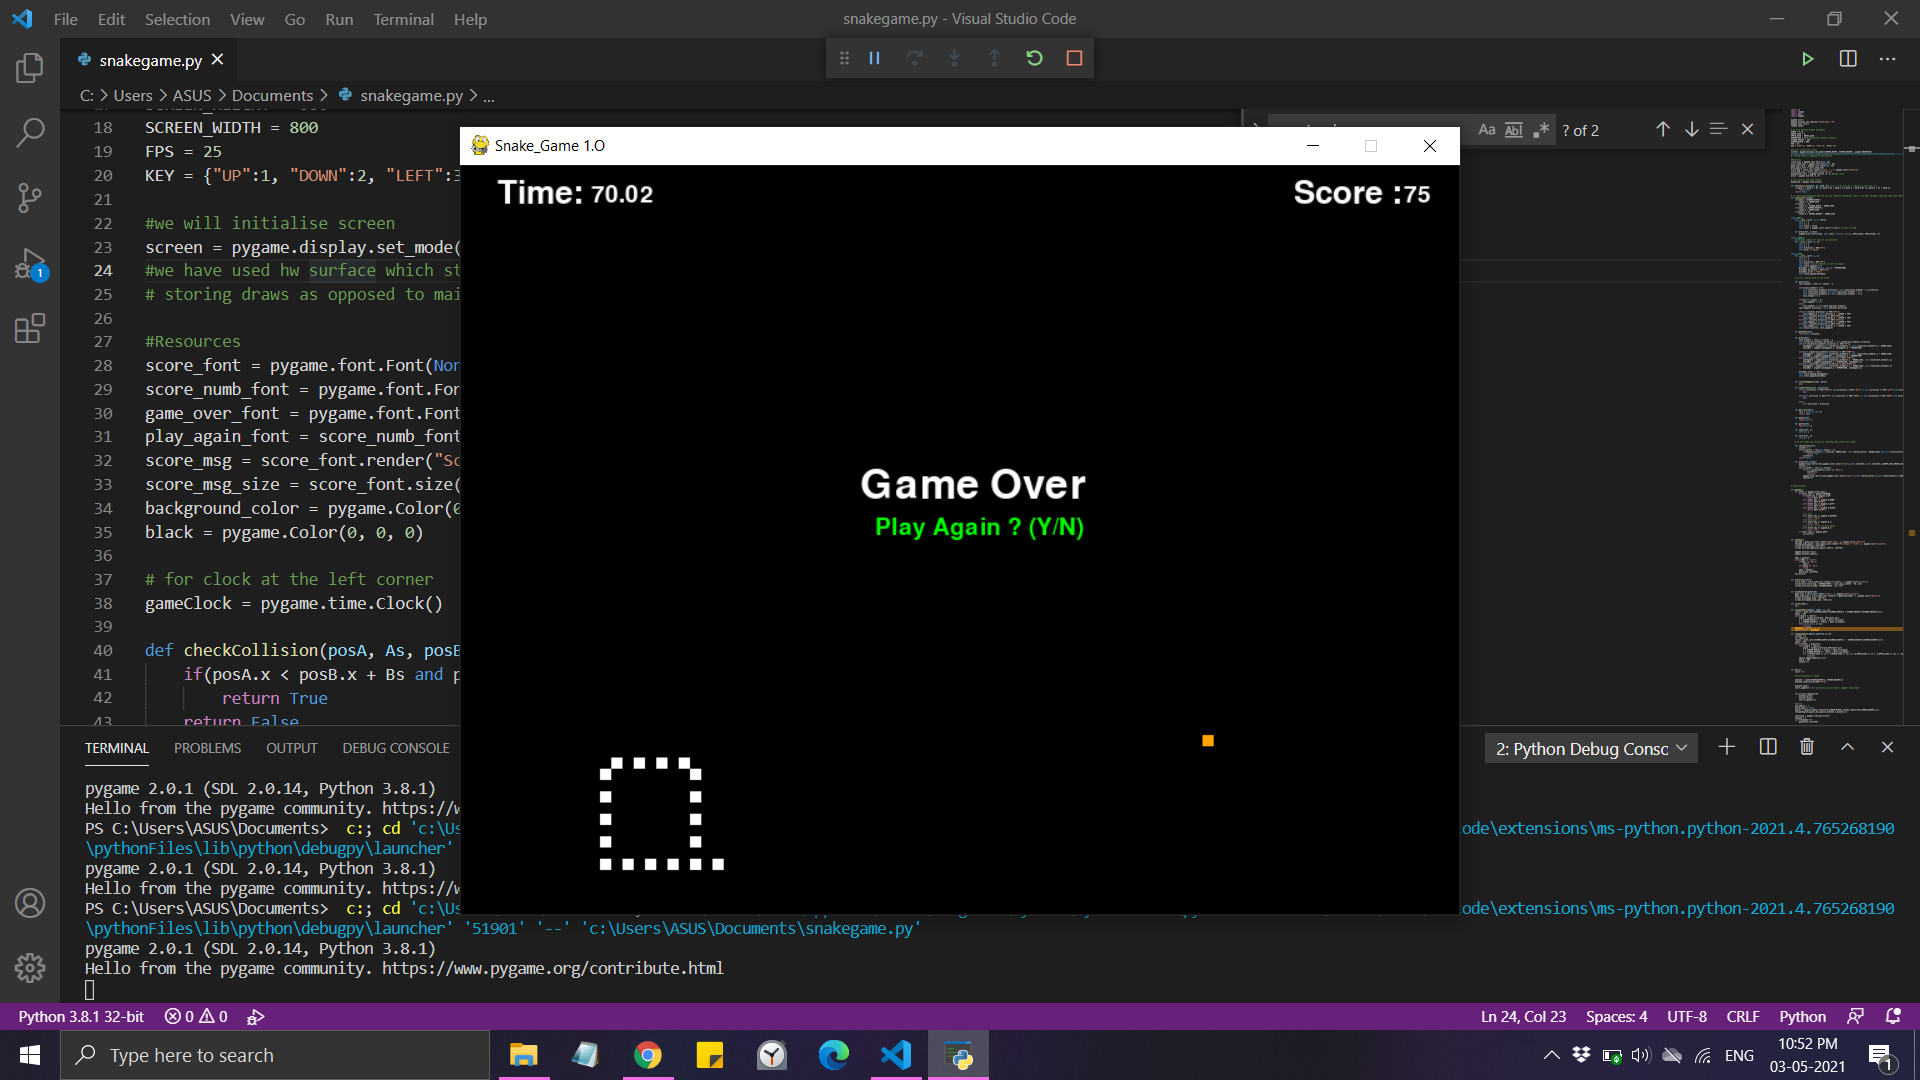 File Edit Selection View Go Run Terminal Help
snakegame.py - Visual Studio Code
snakegame.py
C: > Users > ASUS > Documents > snakegame.py > ...
Aa Abl .* ? of 2
18 SCREEN_WIDTH = 800
19 FPS = 25
20 KEY = {"UP":1, "DOWN":2, "LEFT":3
21
22 #we will initialise screen
23 screen = pygame.display.set_mode(
24 #we have used hw surface which st
25 # storing draws as opposed to mai
26
27 #Resources
28 score_font = pygame.font.Font(Nor
29 score_numb_font = pygame.font.For
30 game_over_font = pygame.font.Font
31 play_again_font = score_numb_font
32 score_msg = score_font.render("Sc
33 score_msg_size = score_font.size(
34 background_color = pygame.Color(0
35 black = pygame.Color(0, 0, 0)
36
37 # for clock at the left corner
38 gameClock = pygame.time.Clock()
39
40 def checkCollision(posA, As, posB
41 if(posA.x < posB.x + Bs and p
42 return True
43 return False
Snake_Game 1.O
Time: 70.02
Score :75
Game Over
Play Again ? (Y/N)
TERMINAL PROBLEMS OUTPUT DEBUG CONSOLE
2: Python Debug Consc
pygame 2.0.1 (SDL 2.0.14, Python 3.8.1)
Hello from the pygame community. https://w
PS C:\Users\ASUS\Documents> c:; cd 'c:\Us
ode\extensions\ms-python.python-2021.4.765268190
\pythonFiles\lib\python\debugpy\launcher'
pygame 2.0.1 (SDL 2.0.14, Python 3.8.1)
Hello from the pygame community. https://w
PS C:\Users\ASUS\Documents> c:; cd 'c:\Us
ode\extensions\ms-python.python-2021.4.765268190
\pythonFiles\lib\python\debugpy\launcher' '51901' '--' 'c:\Users\ASUS\Documents\snakegame.py'
pygame 2.0.1 (SDL 2.0.14, Python 3.8.1)
Hello from the pygame community. https://www.pygame.org/contribute.html
Python 3.8.1 32-bit 0 0
Ln 24, Col 23 Spaces: 4 UTF-8 CRLF Python
Type here to search
ENG
10:52 PM
03-05-2021
1
1